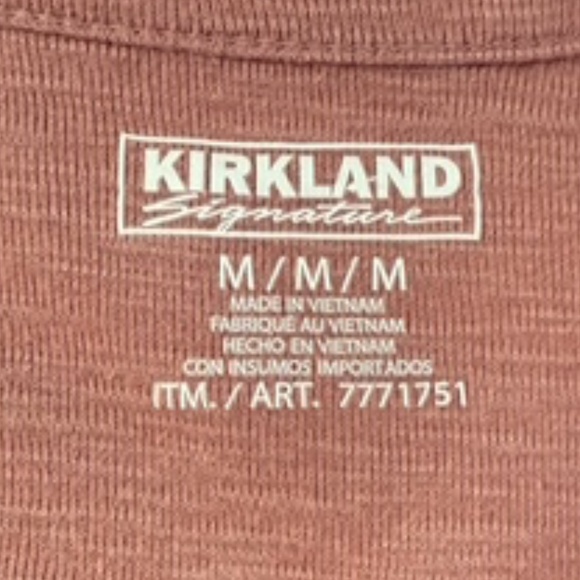 KIRKLAND
Signature
M / M / M
MADE IN VIETNAM
FABRIQUÉ AU VIETNAM
HECHO EN VIETNAM
CON INSUMOS IMPORTADOS
ITM. / ART. 7771751